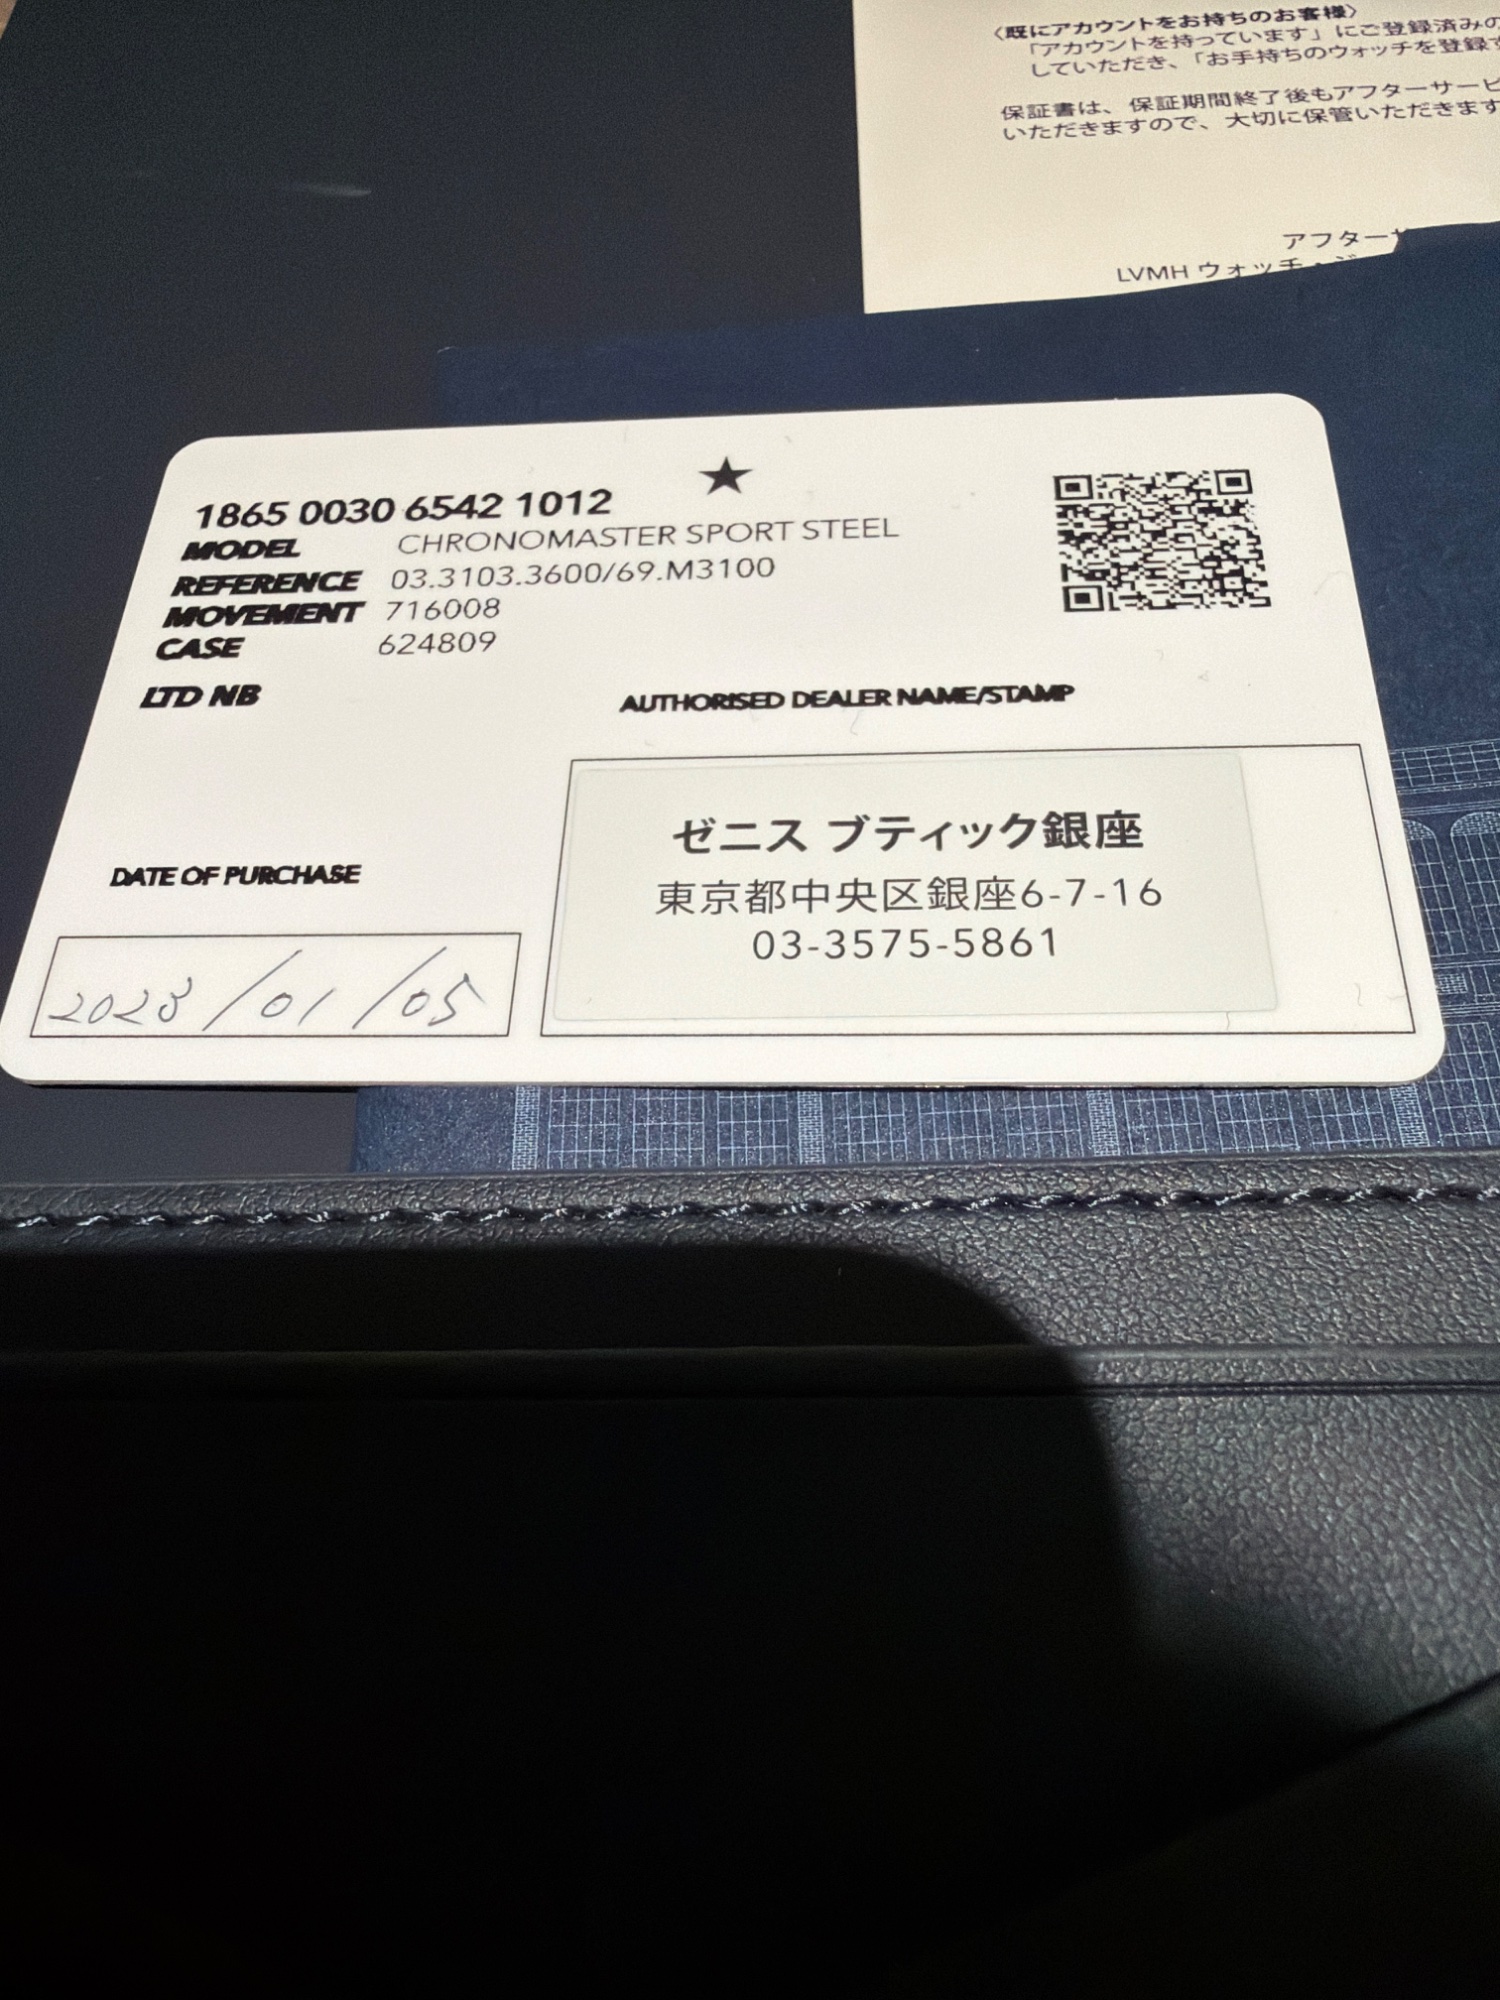 〈既にアカウントをお持ちのお客様〉
「アカウントを持っています」にご登録済みの
していただき、「お手持ちのウォッチを登録す
保証書は、保証期間終了後もアフターサービ
いただきますので、大切に保管いただきます
アフターサ
LVMH ウォッチ・ジ
1865 0030 6542 1012
MODEL CHRONOMASTER SPORT STEEL
REFERENCE 03.3103.3600/69.M3100
MOVEMENT 716008
CASE 624809
LTD NB
AUTHORISED DEALER NAME/STAMP
ゼニス ブティック銀座
東京都中央区銀座6-7-16
03-3575-5861
DATE OF PURCHASE
2023/01/05